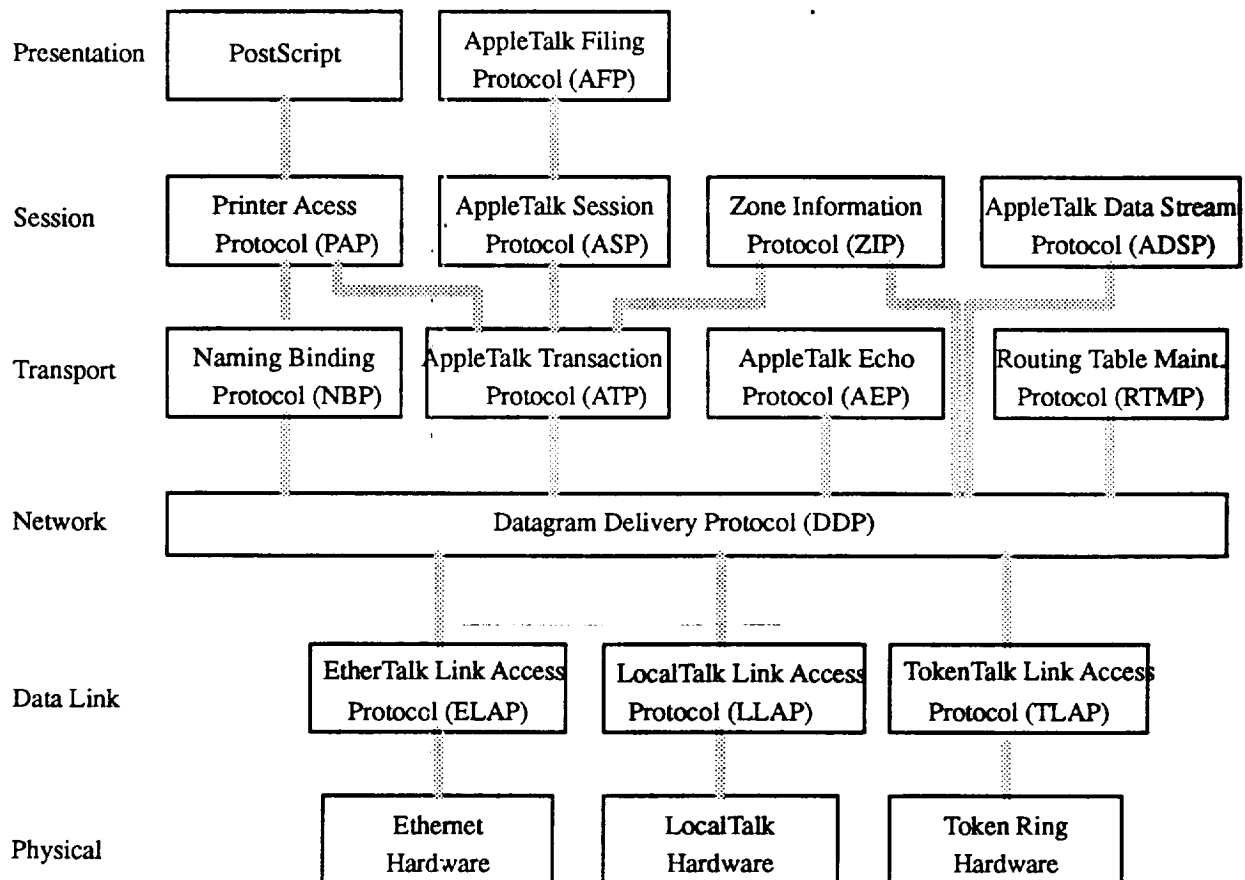 Presentation
PostScript
AppleTalk Filing
Protocol (AFP)
Session
Printer Acess
Protocol (PAP)
AppleTalk Session
Protocol (ASP)
Zone Information
Protocol (ZIP)
AppleTalk Data Stream
Protocol (ADSP)
Transport
Naming Binding
Protocol (NBP)
AppleTalk Transaction
Protocol (ATP)
AppleTalk Echo
Protocol (AEP)
Routing Table Maint.
Protocol (RTMP)
Network
Datagram Delivery Protocol (DDP)
Data Link
EtherTalk Link Access
Protocol (ELAP)
LocalTalk Link Access
Protocol (LLAP)
TokenTalk Link Access
Protocol (TLAP)
Physical
Ethernet
Hardware
LocalTalk
Hardware
Token Ring
Hardware